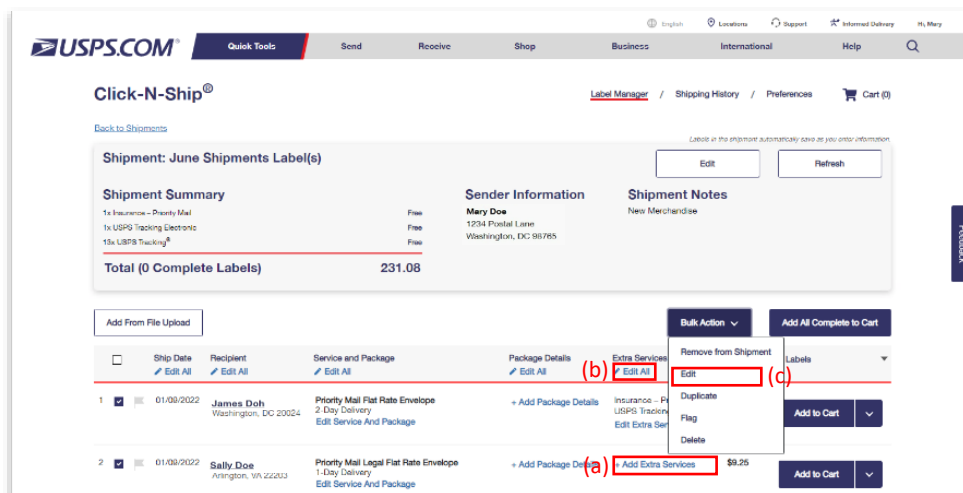 English Locations Support Informed Delivery Hi, Mary
USPS.COM® Quick Tools Send Receive Shop Business International Help
Click-N-Ship®
Label Manager / Shipping History / Preferences Cart (0)
Back to Shipments
Labels in the shipment automatically save as you enter information.
Shipment: June Shipments Label(s) Edit Refresh
Shipment Summary Sender Information Shipment Notes
1x Insurance – Priority Mail Free Mary Doe New Merchandise
1x USPS Tracking Electronic Free 1234 Postal Lane
13x USPS Tracking® Free Washington, DC 98765
Total (0 Complete Labels) 231.08
Feedback
Add From File Upload Bulk Action Add All Complete to Cart
Remove from Shipment
Edit (c)
Duplicate
Flag
Delete
Ship Date Recipient Service and Package Package Details Extra Services Labels
Edit All Edit All Edit All Edit All (b) Edit All
1 01/09/2022 James Doh Priority Mail Flat Rate Envelope + Add Package Details Insurance – P
Washington, DC 20024 2-Day Delivery USPS Trackin Add to Cart
Edit Service And Package Edit Extra Ser
2 01/09/2022 Sally Doe Priority Mail Legal Flat Rate Envelope + Add Package Details (a) + Add Extra Services $9.25
Arlington, VA 22203 1-Day Delivery Add to Cart
Edit Service And Package